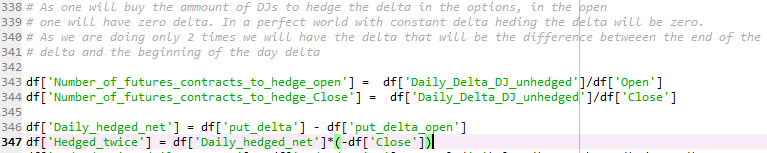 338 # As one will buy the ammount of DJs to hedge the delta in the options, in the open
339 # one will have zero delta. In a perfect world with constant delta heding the delta will be zero.
340 # As we are doing only 2 times we will have the delta that will be the difference betweeen the end of the
341 # delta and the beginning of the day delta
342
343 df['Number_of_futures_contracts_to_hedge_open'] =  df['Daily_Delta_DJ_unhedged']/df['Open']
344 df['Number_of_futures_contracts_to_hedge_Close'] =  df['Daily_Delta_DJ_unhedged']/df['Close']
345
346 df['Daily_hedged_net'] = df['put_delta'] - df['put_delta_open']
347 df['Hedged_twice'] = df['Daily_hedged_net']*(-df['Close'])